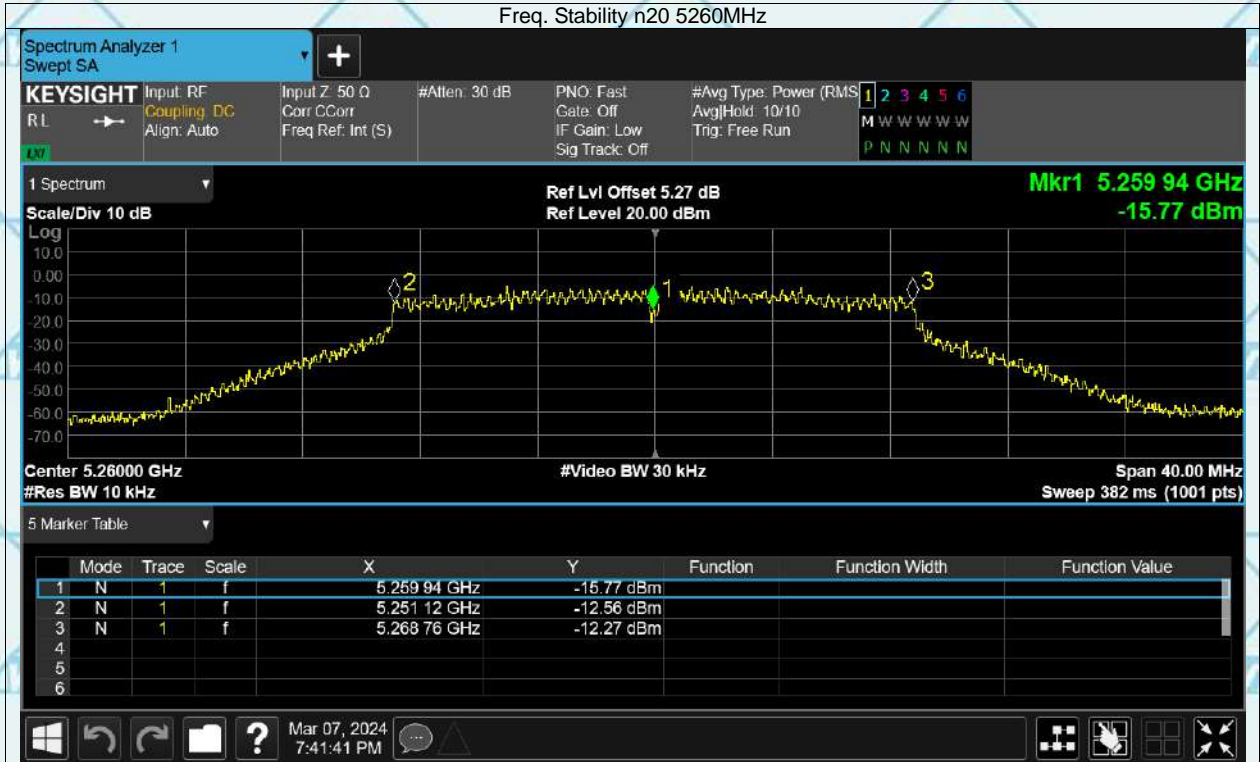 Freq. Stability n20 5260MHz
Spectrum Analyzer 1
Swept SA
+
KEYSIGHT Input: RF Input Z: 50 Ω #Atten: 30 dB PNO: Fast #Avg Type: Power (RMS 1 2 3 4 5 6
RL Coupling: DC Corr CCorr Gate: Off Avg|Hold: 10/10 M W W W W W
Align: Auto Freq Ref: Int (S) IF Gain: Low Trig: Free Run
LXI Sig Track: Off P N N N N N
1 Spectrum Ref Lvl Offset 5.27 dB Mkr1 5.259 94 GHz
Scale/Div 10 dB Ref Level 20.00 dBm -15.77 dBm
Log
10.0
0.00
2 1 3
-10.0
-20.0
-30.0
-40.0
-50.0
-60.0
-70.0
Center 5.26000 GHz #Video BW 30 kHz Span 40.00 MHz
#Res BW 10 kHz Sweep 382 ms (1001 pts)
5 Marker Table
Mode Trace Scale X Y Function Function Width Function Value
1 N 1 f 5.259 94 GHz -15.77 dBm
2 N 1 f 5.251 12 GHz -12.56 dBm
3 N 1 f 5.268 76 GHz -12.27 dBm
4
5
6
? Mar 07, 2024
7:41:41 PM